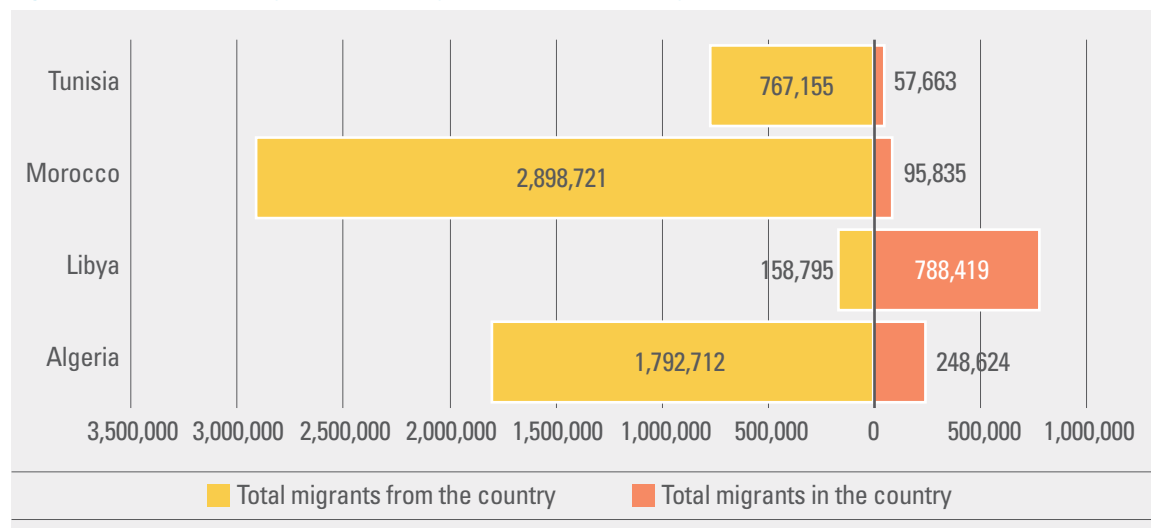 Tunisia 767,155 57,663
Morocco 2,898,721 95,835
Libya 158,795 788,419
Algeria 1,792,712 248,624
3,500,000 3,000,000 2,500,000 2,000,000 1,500,000 1,000,000 500,000 0 500,000 1,000,000
Total migrants from the country Total migrants in the country